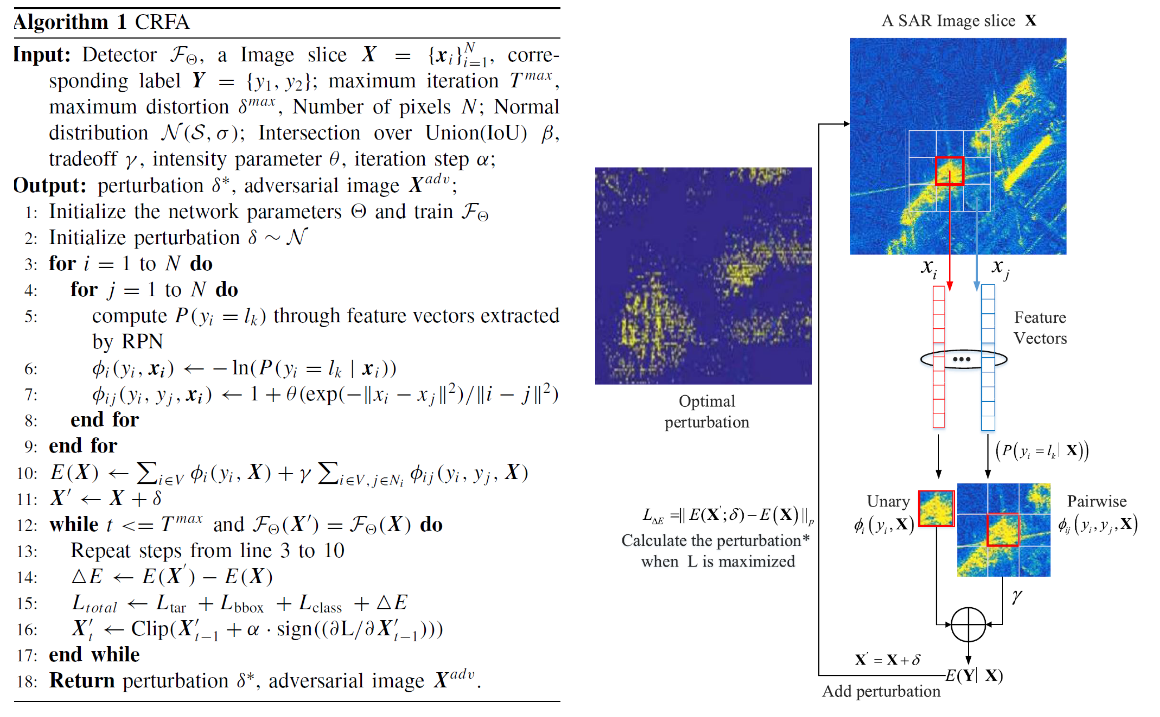 Algorithm 1 CRFA
Input: Detector $\mathcal{F}_\Theta$, a Image slice $\boldsymbol{X} = \{\boldsymbol{x}_i\}_{i=1}^N$, corre-
sponding label $\boldsymbol{Y} = \{y_1, y_2\}$; maximum iteration $T^{max}$,
maximum distortion $\delta^{max}$, Number of pixels $N$; Normal
distribution $\mathcal{N}(\mathcal{S}, \sigma)$; Intersection over Union(IoU) $\beta$,
tradeoff $\gamma$, intensity parameter $\theta$, iteration step $\alpha$;
Output: perturbation $\delta^*$, adversarial image $\boldsymbol{X}^{adv}$;
1: Initialize the network parameters $\Theta$ and train $\mathcal{F}_\Theta$
2: Initialize perturbation $\delta \sim \mathcal{N}$
3: for $i = 1$ to $N$ do
4: for $j = 1$ to $N$ do
5: compute $P(y_i = l_k)$ through feature vectors extracted
by RPN
6: $\phi_i(y_i, \boldsymbol{x_i}) \leftarrow -\ln(P(y_i = l_k \mid \boldsymbol{x}_i))$
7: $\phi_{ij}(y_i, y_j, \boldsymbol{x_i}) \leftarrow 1 + \theta(\exp(-\|x_i - x_j\|^2)/\|i - j\|^2)$
8: end for
9: end for
10: $E(\boldsymbol{X}) \leftarrow \sum_{i \in V} \phi_i(y_i, \boldsymbol{X}) + \gamma \sum_{i \in V, j \in N_i} \phi_{ij}(y_i, y_j, \boldsymbol{X})$
11: $\boldsymbol{X}' \leftarrow \boldsymbol{X} + \delta$
12: while $t <= T^{max}$ and $\mathcal{F}_\Theta(\boldsymbol{X}') = \mathcal{F}_\Theta(\boldsymbol{X})$ do
13: Repeat steps from line 3 to 10
14: $\triangle E \leftarrow E(\boldsymbol{X}') - E(\boldsymbol{X})$
15: $L_{total} \leftarrow L_{\text{tar}} + L_{\text{bbox}} + L_{\text{class}} + \triangle E$
16: $\boldsymbol{X}'_t \leftarrow \text{Clip}(\boldsymbol{X}'_{t-1} + \alpha \cdot \text{sign}((\partial \text{L}/\partial \boldsymbol{X}'_{t-1})))$
17: end while
18: Return perturbation $\delta^*$, adversarial image $\boldsymbol{X}^{adv}$.
A SAR Image slice $\mathbf{X}$
$x_i$ $x_j$
Feature
Vectors
•••
Optimal
perturbation
$(P(y_i = l_k | \mathbf{X}))$
Unary
$\phi_i(y_i, \mathbf{X})$
Pairwise
$\phi_{ij}(y_i, y_j, \mathbf{X})$
$L_{\Delta E} = \| E(\mathbf{X}'; \delta) - E(\mathbf{X}) \|_p$
Calculate the perturbation*
when L is maximized
$\gamma$
$\mathbf{X}' = \mathbf{X} + \delta$
$E(\mathbf{Y} | \mathbf{X})$
Add perturbation